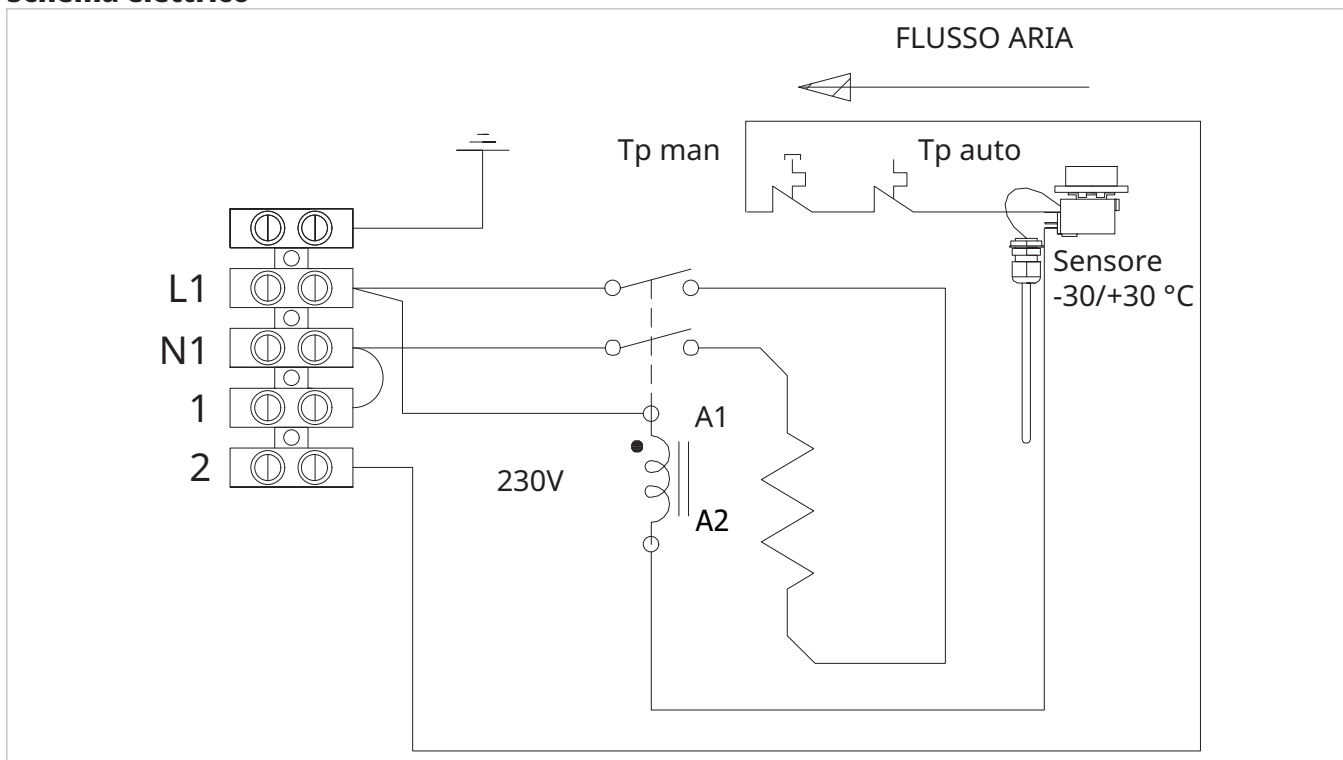 FLUSSO ARIA
Tp man
Tp auto
Sensore
-30/+30 °C
L1
N1
1
2
A1
230V
A2